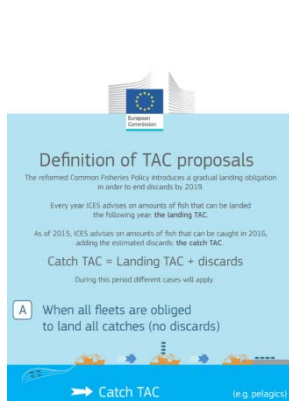 European
Commission
Definition of TAC proposals
The reformed Common Fisheries Policy introduces a gradual landing obligation
in order to end discards by 2019.
Every year ICES advises on amounts of fish that can be landed
the following year: the landing TAC.
As of 2015, ICES advises on amounts of fish that can be caught in 2016,
adding the estimated discards: the catch TAC.
Catch TAC = Landing TAC + discards
During this period different cases will apply.
A When all fleets are obliged
to land all catches (no discards)
Catch TAC (e.g. pelagics)